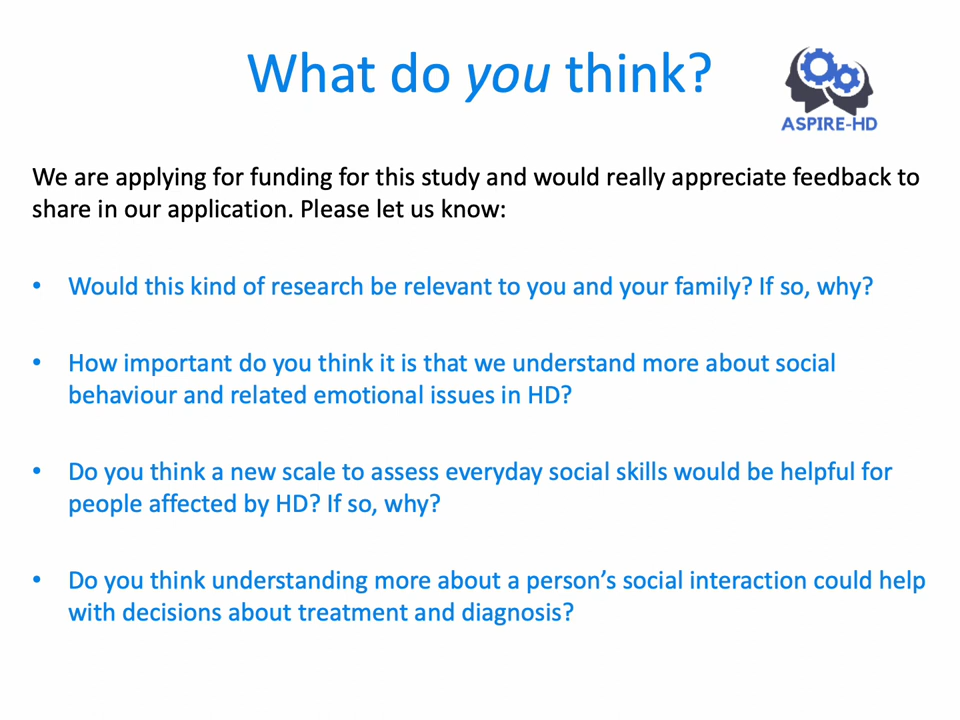 What do you think?
ASPIRE-HD
We are applying for funding for this study and would really appreciate feedback to
share in our application. Please let us know:
• Would this kind of research be relevant to you and your family? If so, why?
• How important do you think it is that we understand more about social
behaviour and related emotional issues in HD?
• Do you think a new scale to assess everyday social skills would be helpful for
people affected by HD? If so, why?
• Do you think understanding more about a person’s social interaction could help
with decisions about treatment and diagnosis?